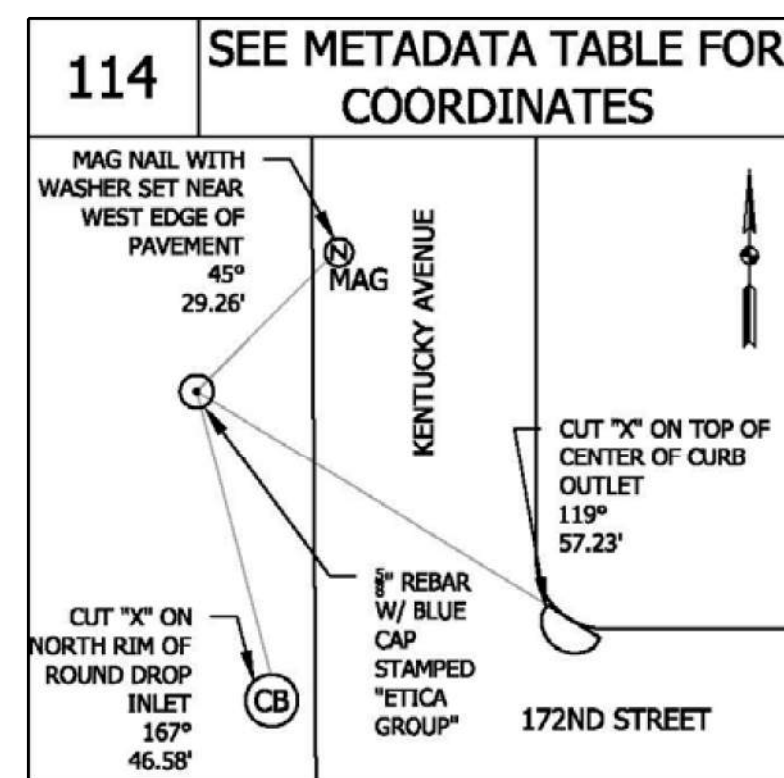 114
SEE METADATA TABLE FOR
COORDINATES
MAG NAIL WITH
WASHER SET NEAR
WEST EDGE OF
PAVEMENT
45°
29.26'
N
MAG
KENTUCKY AVENUE
CUT "X" ON TOP OF
CENTER OF CURB
OUTLET
119°
57.23'
⅝" REBAR
W/ BLUE
CAP
STAMPED
"ETICA
GROUP"
CUT "X" ON
NORTH RIM OF
ROUND DROP
INLET
167°
46.58'
CB
172ND STREET